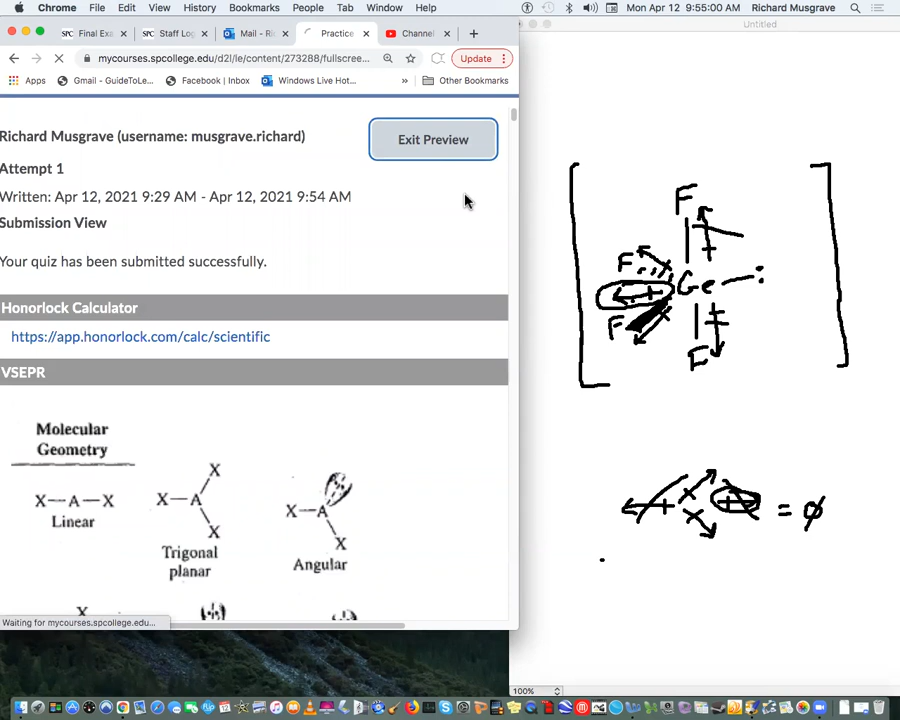 Chrome File Edit View History Bookmarks People Tab Window Help
Mon Apr 12 9:55:00 AM Richard Musgrave
Untitled
Final Exa
Staff Log
Mail - Ri
Practice
Channel
mycourses.spcollege.edu/d2l/le/content/273288/fullscreen...
Update
Apps Gmail - GuideToLe... Facebook | Inbox Windows Live Hot... » Other Bookmarks
Richard Musgrave (username: musgrave.richard)
Exit Preview
Attempt 1
Written: Apr 12, 2021 9:29 AM - Apr 12, 2021 9:54 AM
Submission View
Your quiz has been submitted successfully.
Honorlock Calculator
https://app.honorlock.com/calc/scientific
VSEPR
Molecular
Geometry
X—A—X
Linear
X
X—A
X
Trigonal
planar
X—A
X
Angular
X
Waiting for mycourses.spcollege.edu...
F
F
Ge
F
F
= ø
100%